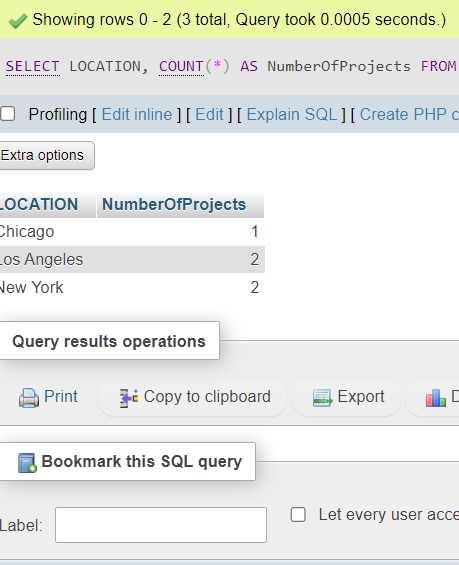 Showing rows 0 - 2 (3 total, Query took 0.0005 seconds.)
SELECT LOCATION, COUNT(*) AS NumberOfProjects FROM
Profiling [ Edit inline ] [ Edit ] [ Explain SQL ] [ Create PHP c
Extra options
LOCATION NumberOfProjects
Chicago 1
Los Angeles 2
New York 2
Query results operations
Print Copy to clipboard Export D
Bookmark this SQL query
Label: Let every user acce